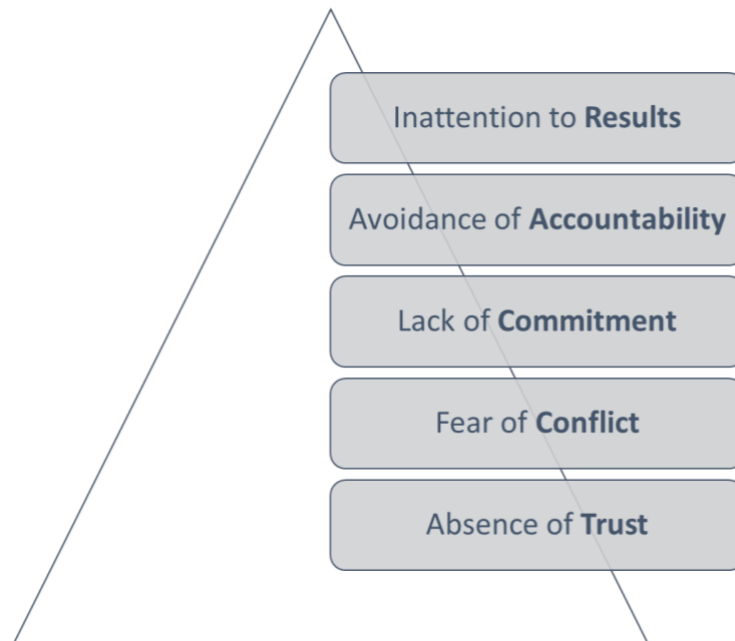 Inattention to Results
Avoidance of Accountability
Lack of Commitment
Fear of Conflict
Absence of Trust